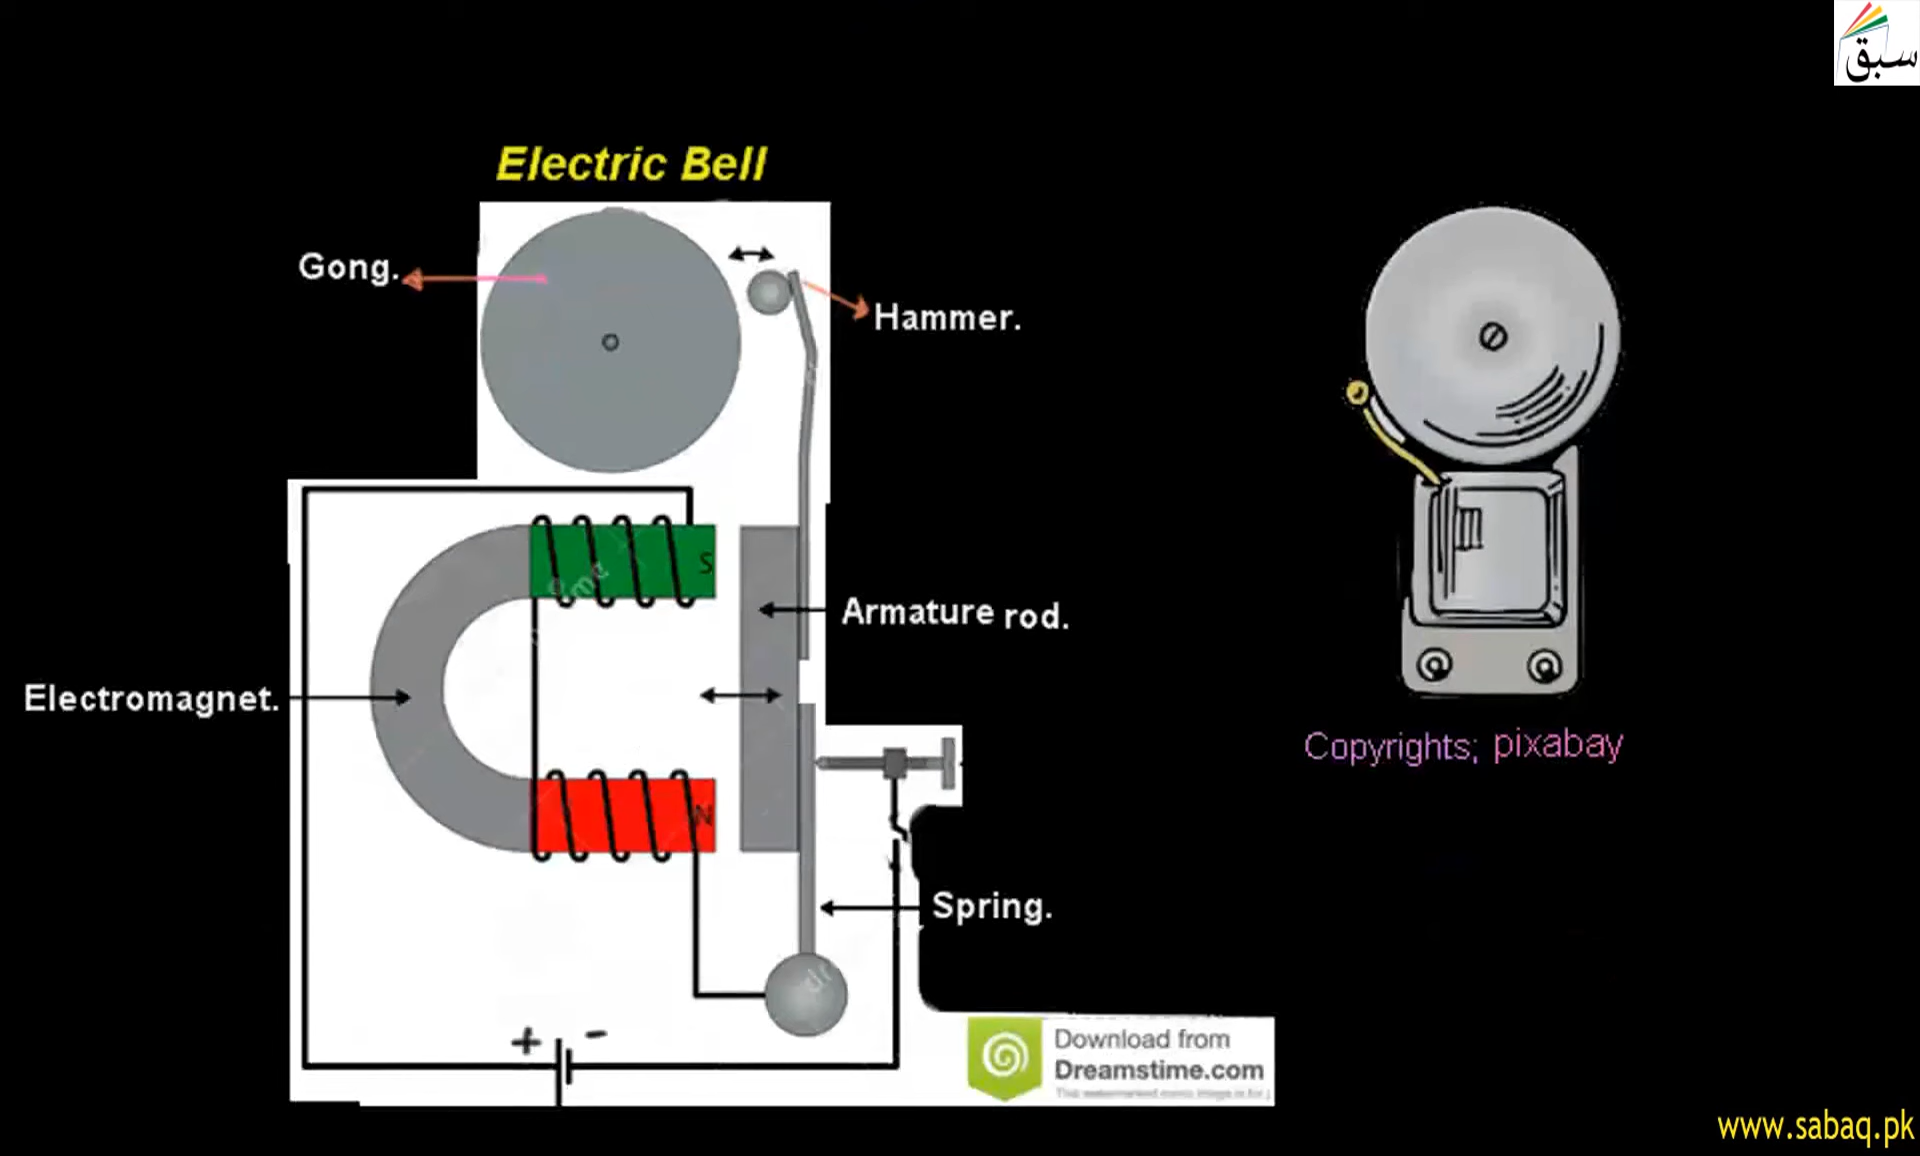 سبق
Electric Bell
Gong.
Hammer.
S
Armature rod.
Electromagnet.
N
Spring.
+ -
Download from
Dreamstime.com
Copyrights; pixabay
www.sabaq.pk